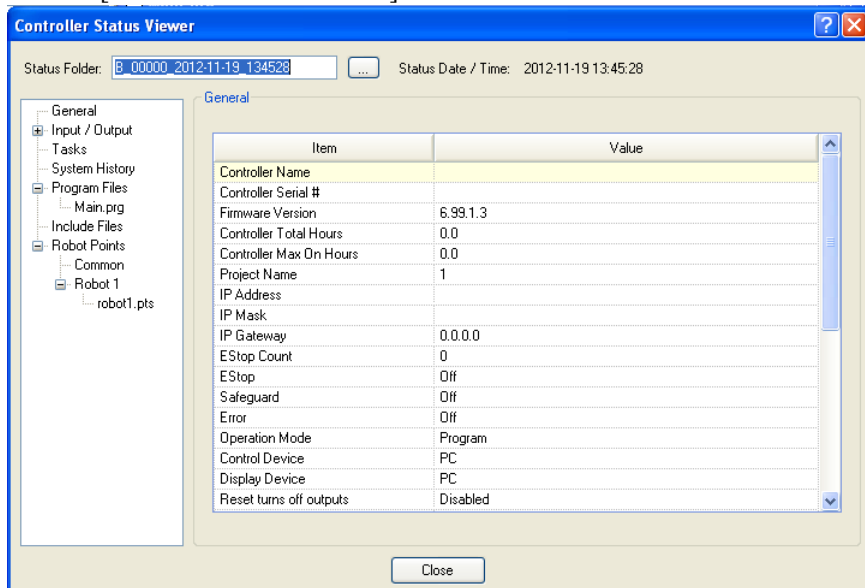 Controller Status Viewer
Status Folder: B_00000_2012-11-19_134528 ... Status Date / Time: 2012-11-19 13:45:28
General
Input / Output
Tasks
System History
Program Files
Main.prg
Include Files
Robot Points
Common
Robot 1
robot1.pts
General
Item Value
Controller Name
Controller Serial #
Firmware Version 6.99.1.3
Controller Total Hours 0.0
Controller Max On Hours 0.0
Project Name 1
IP Address
IP Mask
IP Gateway 0.0.0.0
EStop Count 0
EStop Off
Safeguard Off
Error Off
Operation Mode Program
Control Device PC
Display Device PC
Reset turns off outputs Disabled
Close